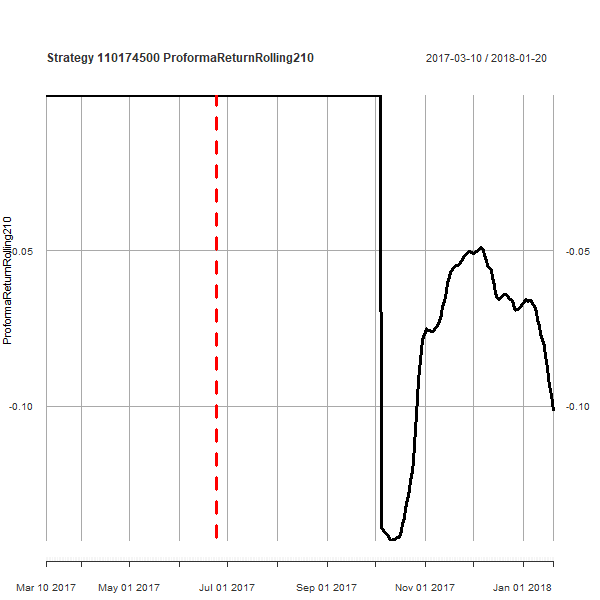 Strategy 110174500 ProformaReturnRolling210
2017-03-10 / 2018-01-20
ProformaReturnRolling210
-0.05
-0.05
-0.10
-0.10
Mar 10 2017
May 01 2017
Jul 01 2017
Sep 01 2017
Nov 01 2017
Jan 01 2018